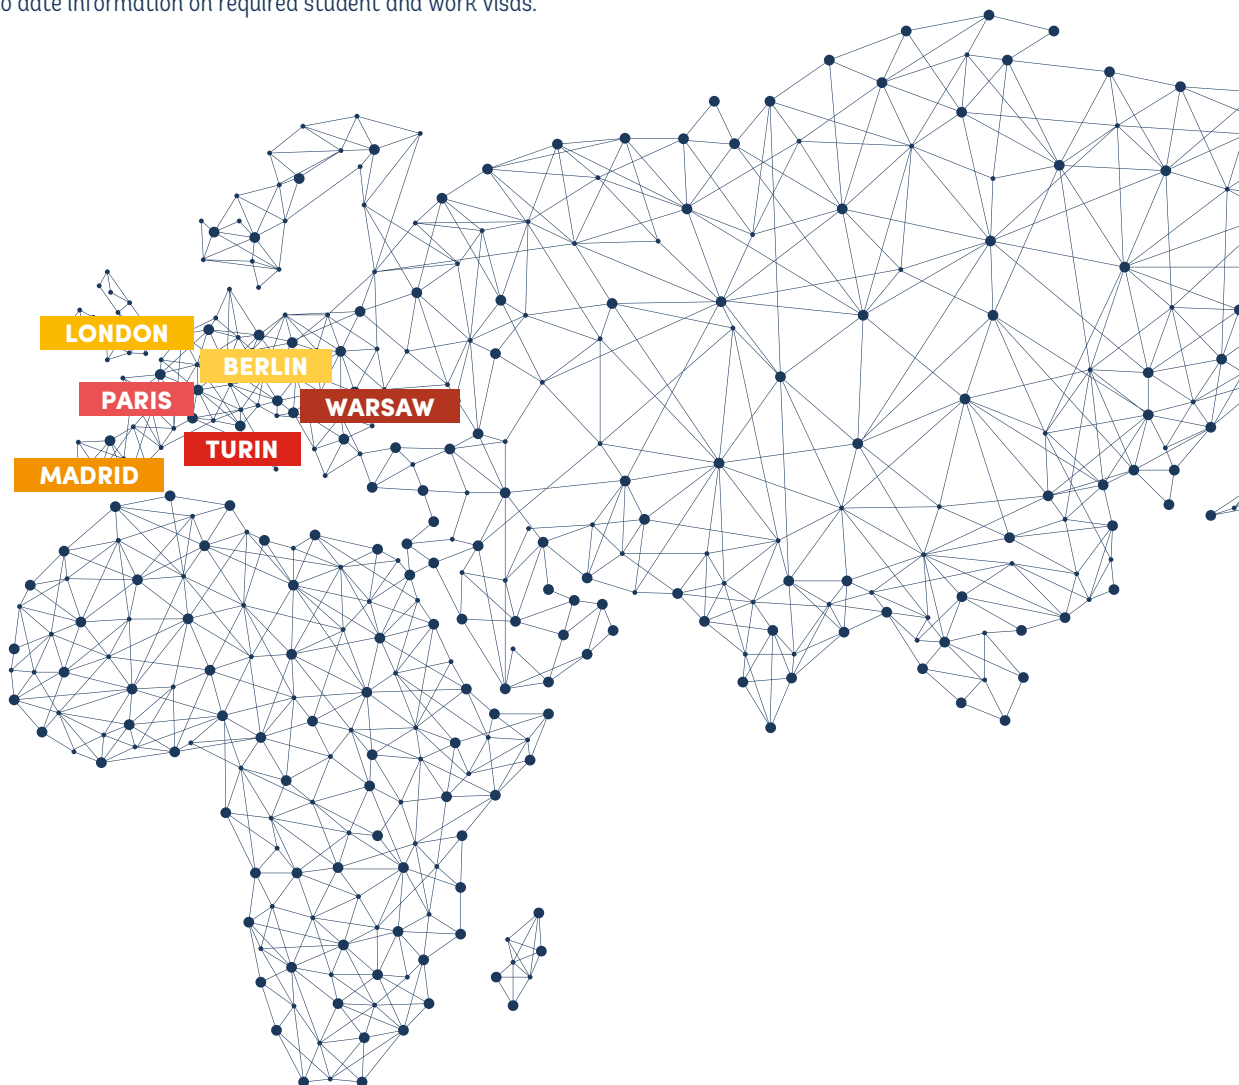 o date information on required student and work visas.
LONDON
BERLIN
PARIS
WARSAW
TURIN
MADRID